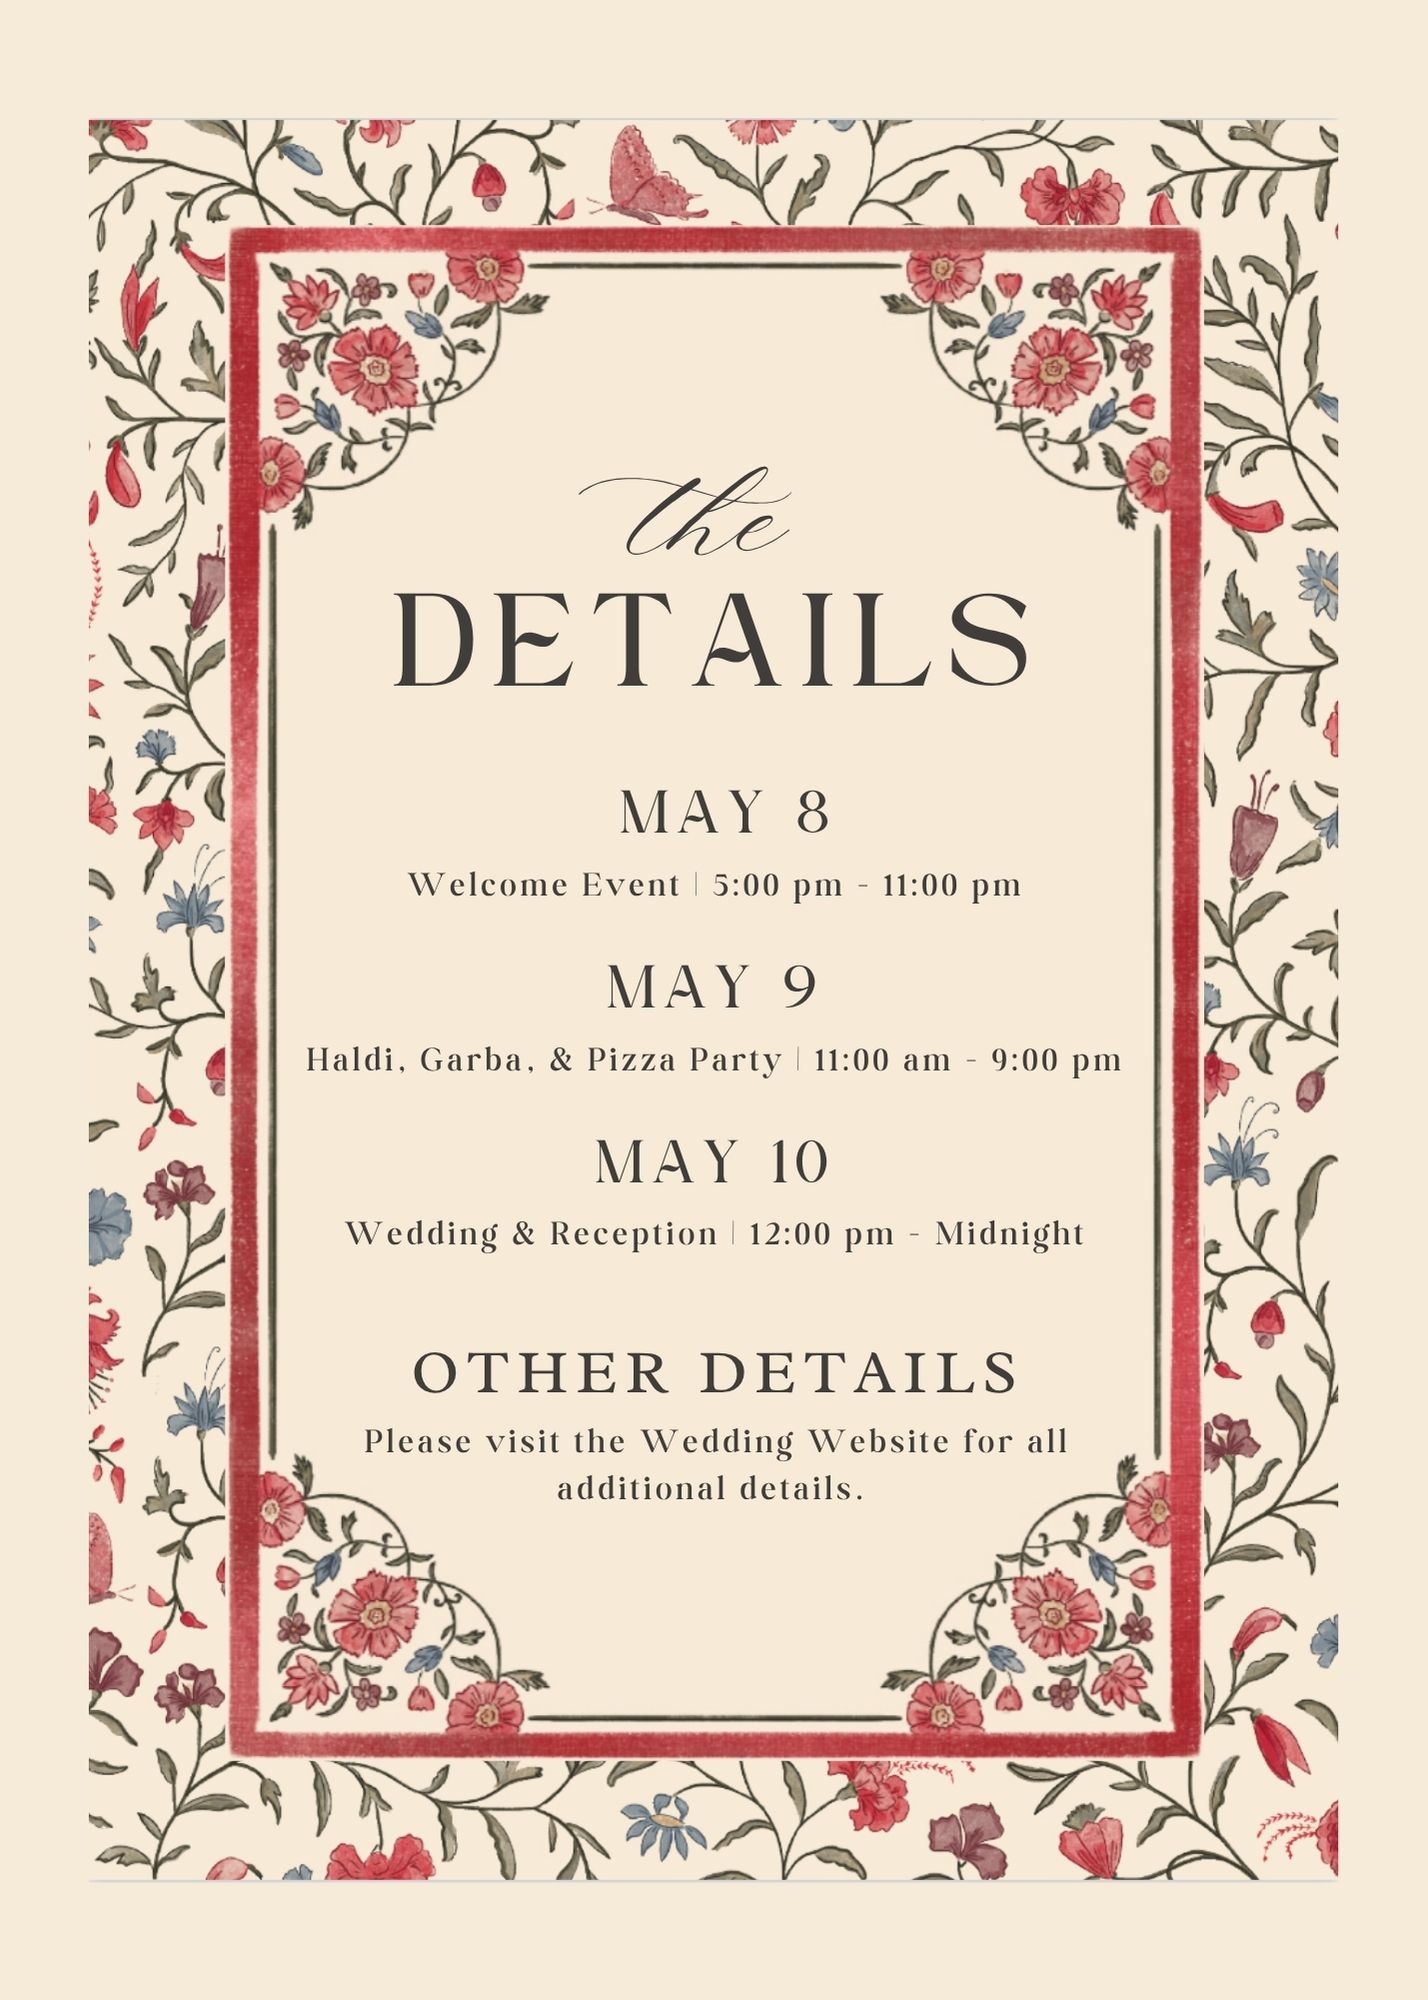 the
DETAILS
MAY 8
Welcome Event | 5:00 pm - 11:00 pm
MAY 9
Haldi, Garba, & Pizza Party | 11:00 am - 9:00 pm
MAY 10
Wedding & Reception | 12:00 pm - Midnight
OTHER DETAILS
Please visit the Wedding Website for all
additional details.